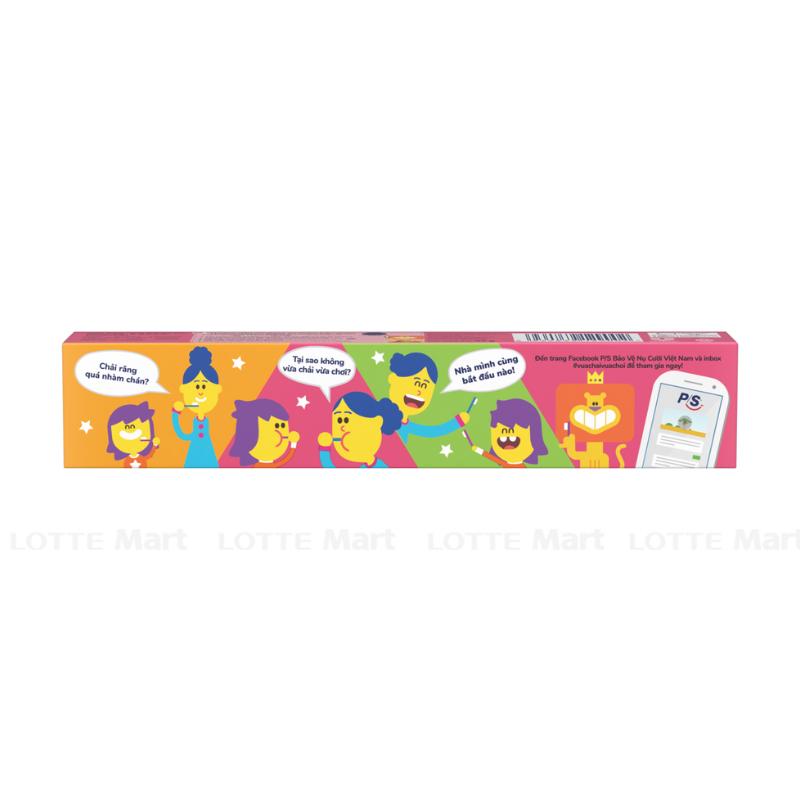 Chải răng
quá nhàm chán?
Tại sao không
vừa chải vừa chơi?
Nhà mình cùng
bắt đầu nào!
Đến trang Facebook P/S Bảo Vệ Nụ Cười Việt Nam và inbox
#vuachaivuachoi để tham gia ngay!
P/S
LOTTE Mart LOTTE Mart LOTTE Mart LOTTE Mart